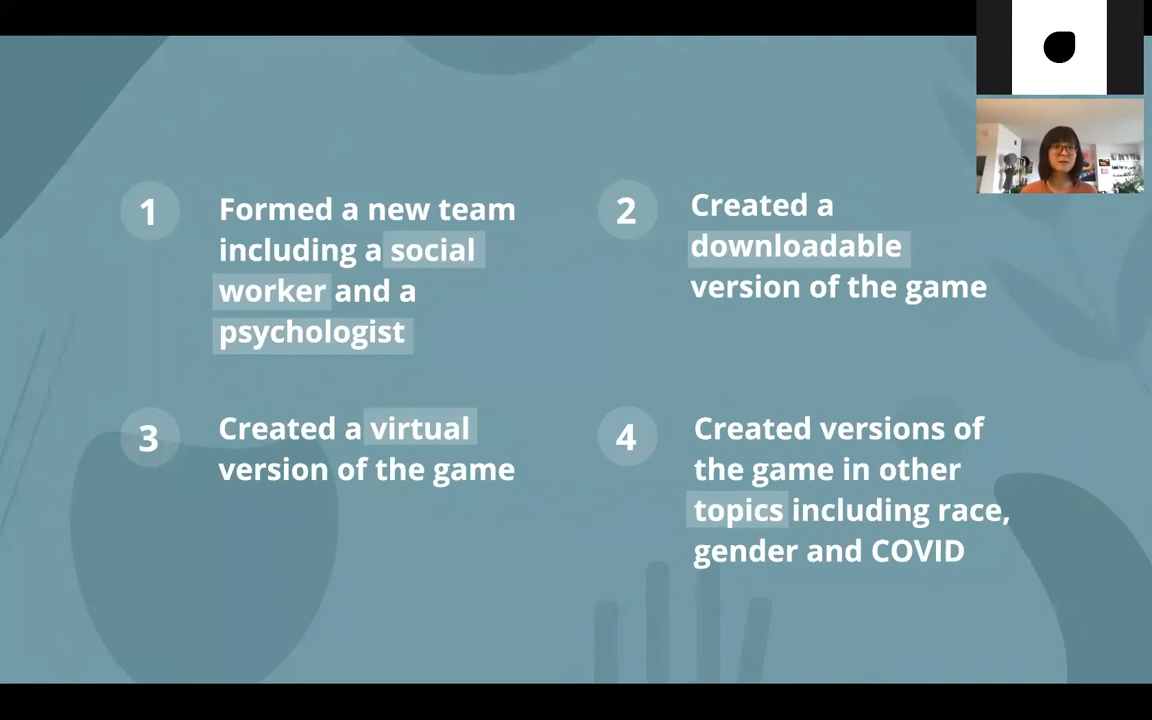 1
Formed a new team
including a social
worker and a
psychologist
2
Created a
downloadable
version of the game
3
Created a virtual
version of the game
4
Created versions of
the game in other
topics including race,
gender and COVID